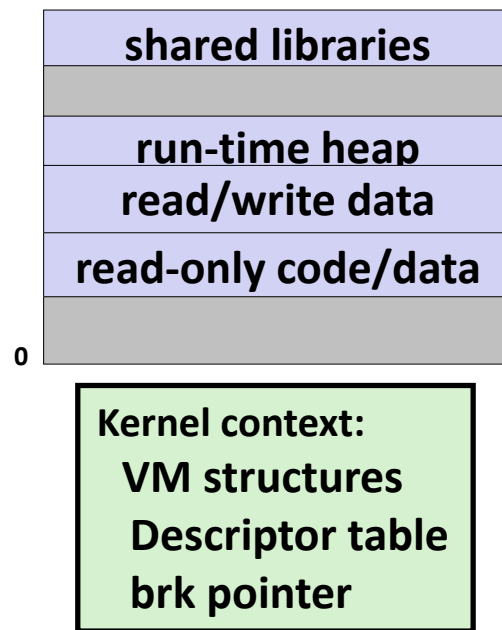 shared libraries
run-time heap
read/write data
read-only code/data
0
Kernel context:
VM structures
Descriptor table
brk pointer